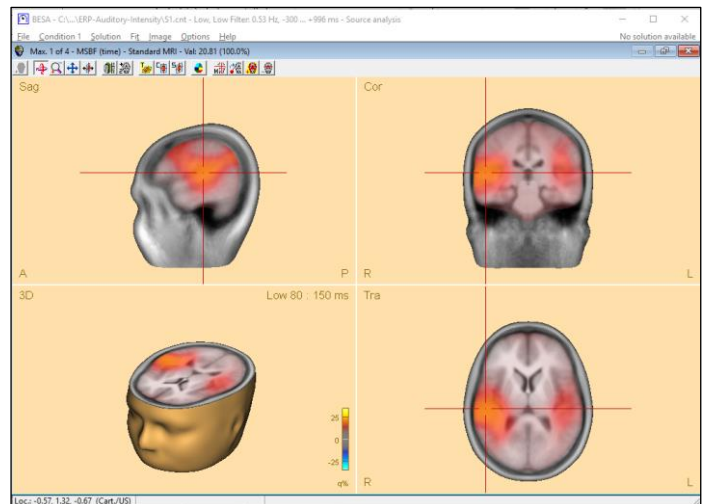 BESA - C:\...\ERP-Auditory-Intensity\S1.cnt - Low, Low Filter: 0.53 Hz, -300 ... +996 ms - Source analysis
File Condition 1 Solution Fit Image Options Help No solution available
Max. 1 of 4 - MSBF (time) - Standard MRI - Val: 20.81 (100.0%)
Sag
Cor
A P
R L
3D Low 80 : 150 ms
Tra
25
0
-25
q%
R L
Loc.: -0.57, 1.32, -0.67 (Cart./US)